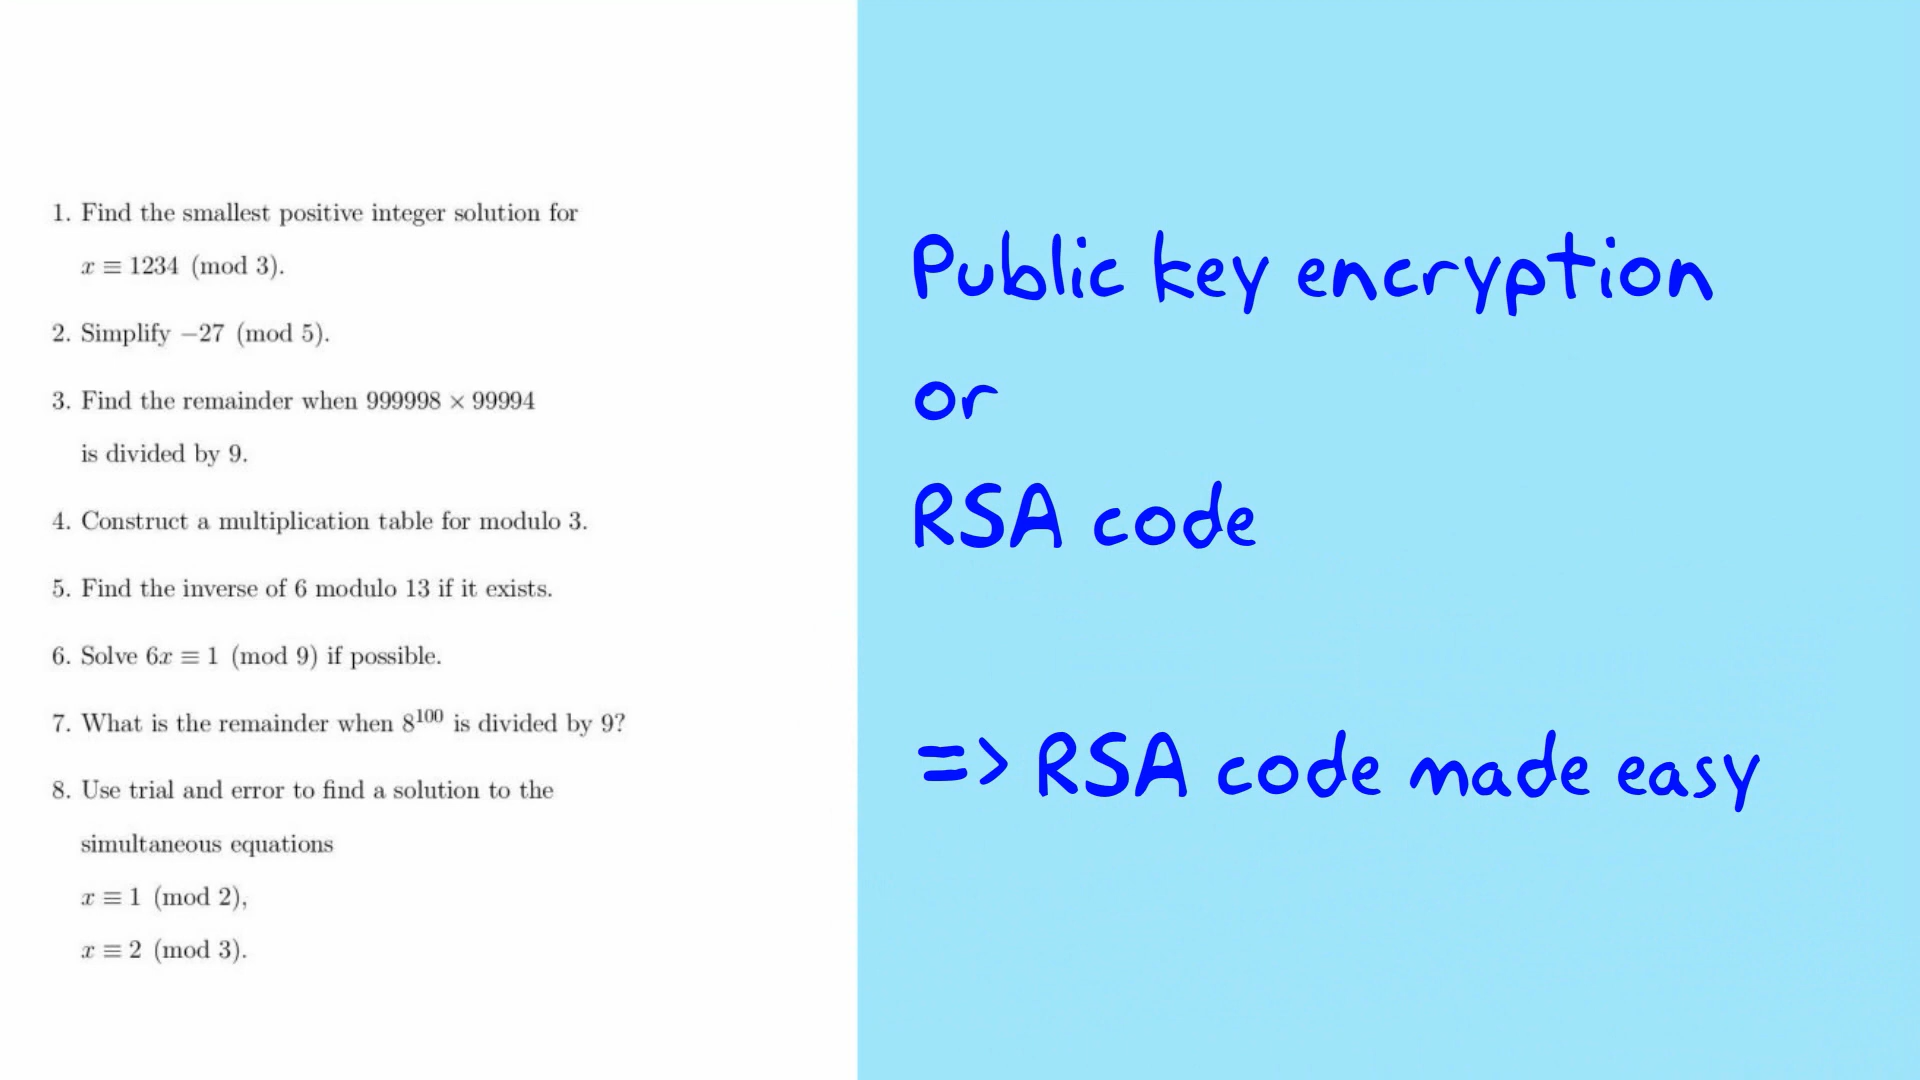 1. Find the smallest positive integer solution for
x ≡ 1234 (mod 3).
2. Simplify −27 (mod 5).
3. Find the remainder when 999998 × 99994
is divided by 9.
4. Construct a multiplication table for modulo 3.
5. Find the inverse of 6 modulo 13 if it exists.
6. Solve 6x ≡ 1 (mod 9) if possible.
7. What is the remainder when 8^100 is divided by 9?
8. Use trial and error to find a solution to the
simultaneous equations
x ≡ 1 (mod 2),
x ≡ 2 (mod 3).
Public key encryption
or
RSA code
=> RSA code made easy